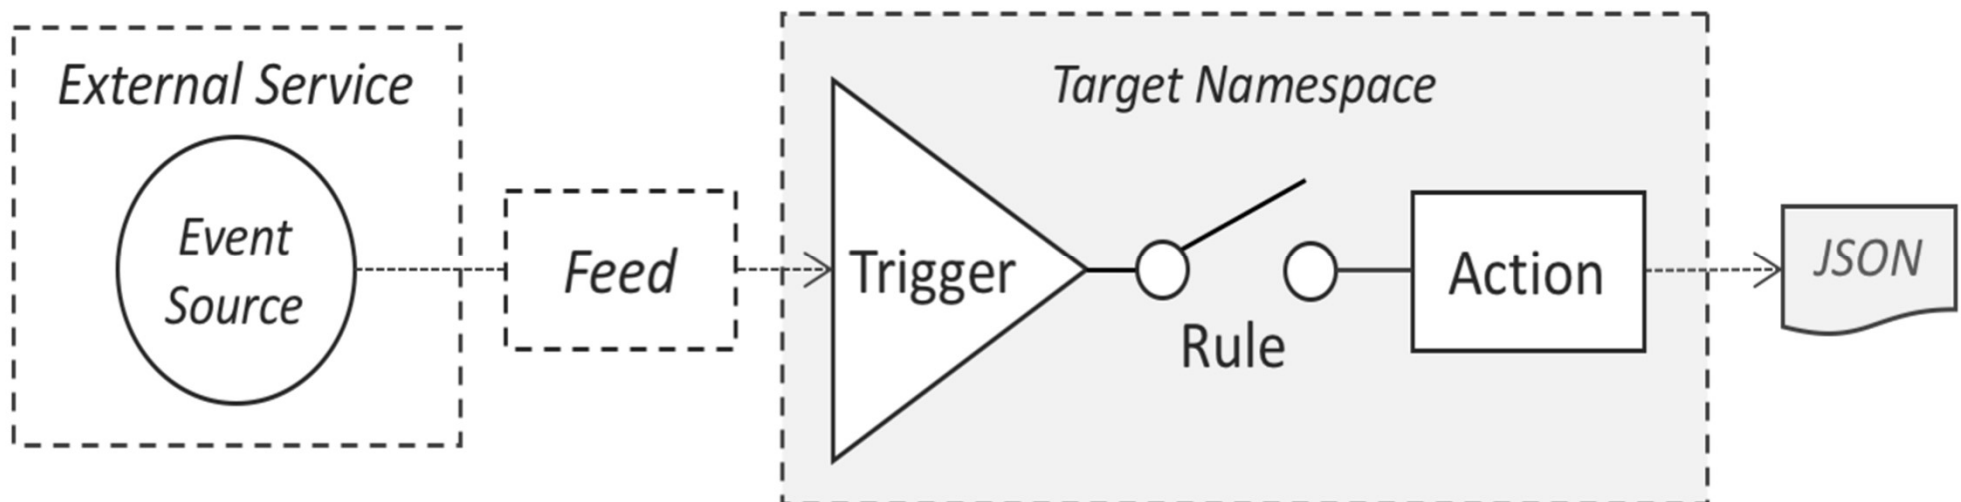 External Service
Event
Source
Feed
Target Namespace
Trigger
Rule
Action
JSON